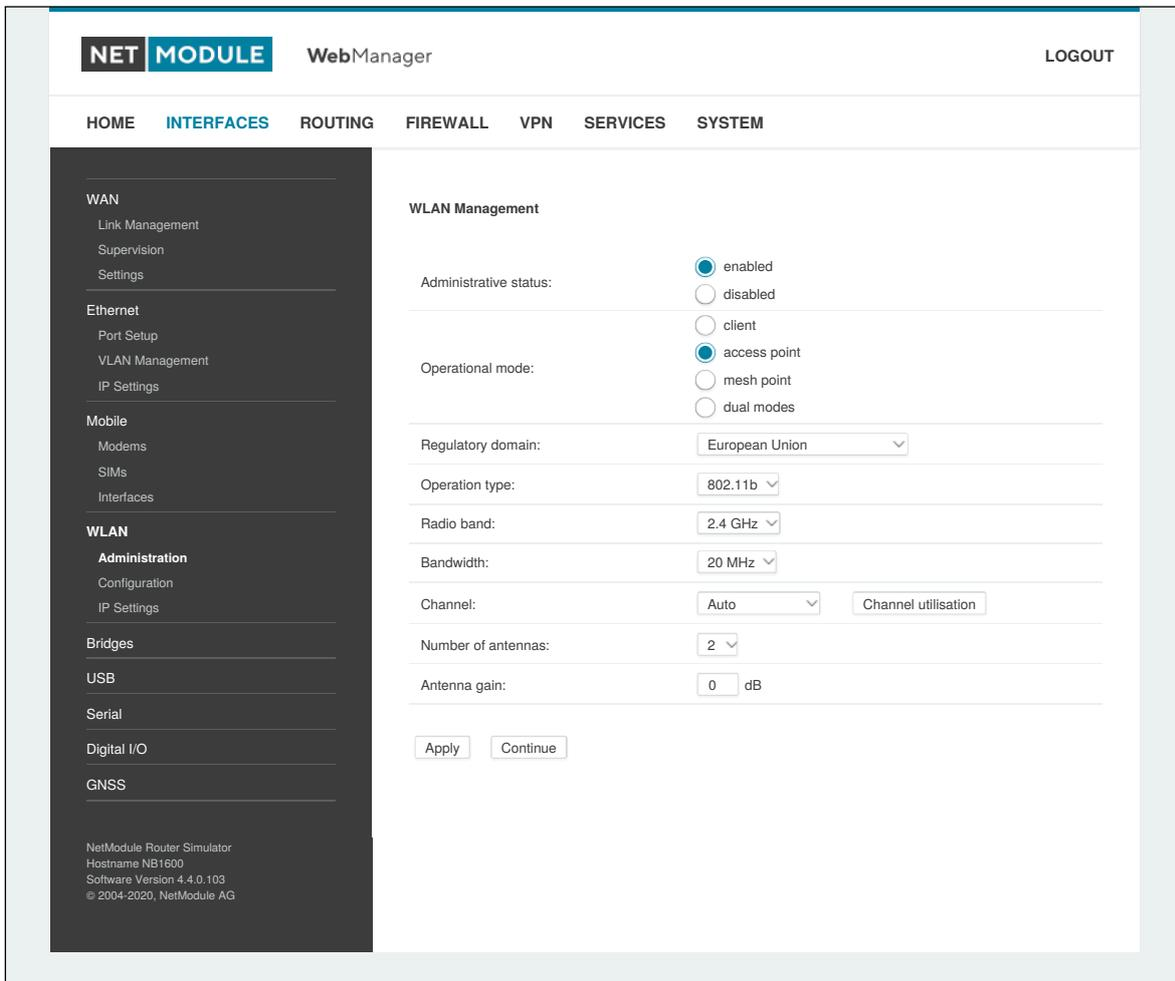 NET MODULE WebManager LOGOUT
HOME INTERFACES ROUTING FIREWALL VPN SERVICES SYSTEM
WAN
Link Management
Supervision
Settings
Ethernet
Port Setup
VLAN Management
IP Settings
Mobile
Modems
SIMs
Interfaces
WLAN
Administration
Configuration
IP Settings
Bridges
USB
Serial
Digital I/O
GNSS
NetModule Router Simulator
Hostname NB1600
Software Version 4.4.0.103
© 2004-2020, NetModule AG
WLAN Management
Administrative status:
enabled
disabled
Operational mode:
client
access point
mesh point
dual modes
Regulatory domain: European Union
Operation type: 802.11b
Radio band: 2.4 GHz
Bandwidth: 20 MHz
Channel: Auto Channel utilisation
Number of antennas: 2
Antenna gain: 0 dB
Apply Continue